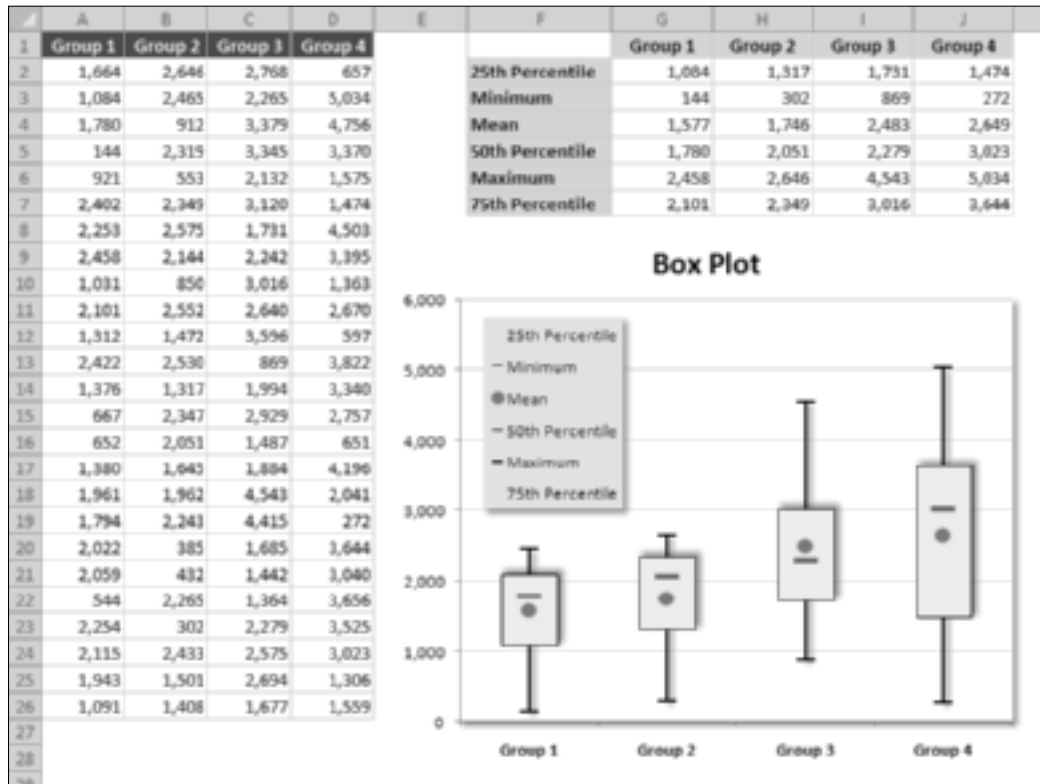 A B C D E F G H I J
1 Group 1 Group 2 Group 3 Group 4 Group 1 Group 2 Group 3 Group 4
2 1,664 2,646 2,768 657 25th Percentile 1,084 1,317 1,731 1,474
3 1,084 2,465 2,265 5,034 Minimum 144 302 869 272
4 1,780 912 3,379 4,756 Mean 1,577 1,746 2,483 2,649
5 144 2,319 3,345 3,370 50th Percentile 1,780 2,051 2,279 3,023
6 921 553 2,132 1,575 Maximum 2,458 2,646 4,543 5,034
7 2,402 2,349 3,120 1,474 75th Percentile 2,101 2,349 3,016 3,644
8 2,253 2,575 1,731 4,503
9 2,458 2,144 2,242 3,395
10 1,031 850 3,016 1,363
11 2,101 2,552 2,640 2,670
12 1,312 1,472 3,596 597
13 2,422 2,530 869 3,822
14 1,376 1,317 1,994 3,340
15 667 2,347 2,929 2,757
16 652 2,051 1,487 651
17 1,380 1,645 1,884 4,196
18 1,961 1,962 4,543 2,041
19 1,794 2,243 4,415 272
20 2,022 385 1,685 3,644
21 2,059 432 1,442 3,040
22 544 2,265 1,364 3,656
23 2,254 302 2,279 3,525
24 2,115 2,433 2,575 3,023
25 1,943 1,501 2,694 1,306
26 1,091 1,408 1,677 1,559
27
28
29
Box Plot
6,000
5,000
4,000
3,000
2,000
1,000
0
25th Percentile
Minimum
Mean
50th Percentile
Maximum
75th Percentile
Group 1 Group 2 Group 3 Group 4